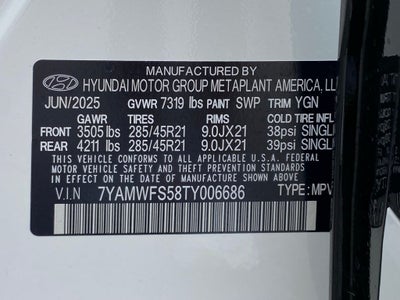 MANUFACTURED BY
HYUNDAI MOTOR GROUP METAPLANT AMERICA, LL
JUN/2025 GVWR 7319 lbs PAINT SWP TRIM YGN
GAWR TIRES RIMS COLD TIRE INFL
FRONT 3505 lbs 285/45R21 9.0JX21 38psi SINGL
REAR 4211 lbs 285/45R21 9.0JX21 39psi SINGL
THIS VEHICLE CONFORMS TO ALL APPLICABLE U.S. FEDERAL
MOTOR VEHICLE SAFETY STANDARDS IN EFFECT ON THE DATE
OF MANUFACTURE SHOWN ABOVE.
V.I.N 7YAMWFS58TY006686 TYPE: MPV